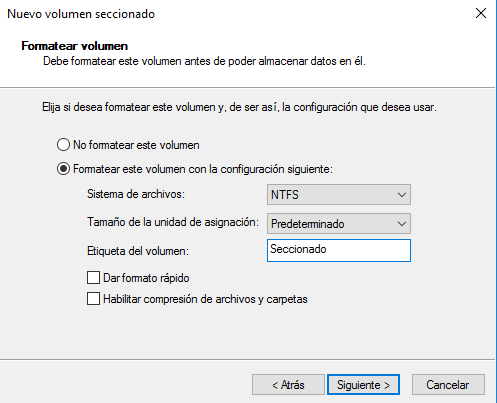 Nuevo volumen seccionado
Formatear volumen
Debe formatear este volumen antes de poder almacenar datos en él.
Elija si desea formatear este volumen y, de ser así, la configuración que desea usar.
No formatear este volumen
Formatear este volumen con la configuración siguiente:
Sistema de archivos: NTFS
Tamaño de la unidad de asignación: Predeterminado
Etiqueta del volumen: Seccionado
Dar formato rápido
Habilitar compresión de archivos y carpetas
< Atrás Siguiente > Cancelar